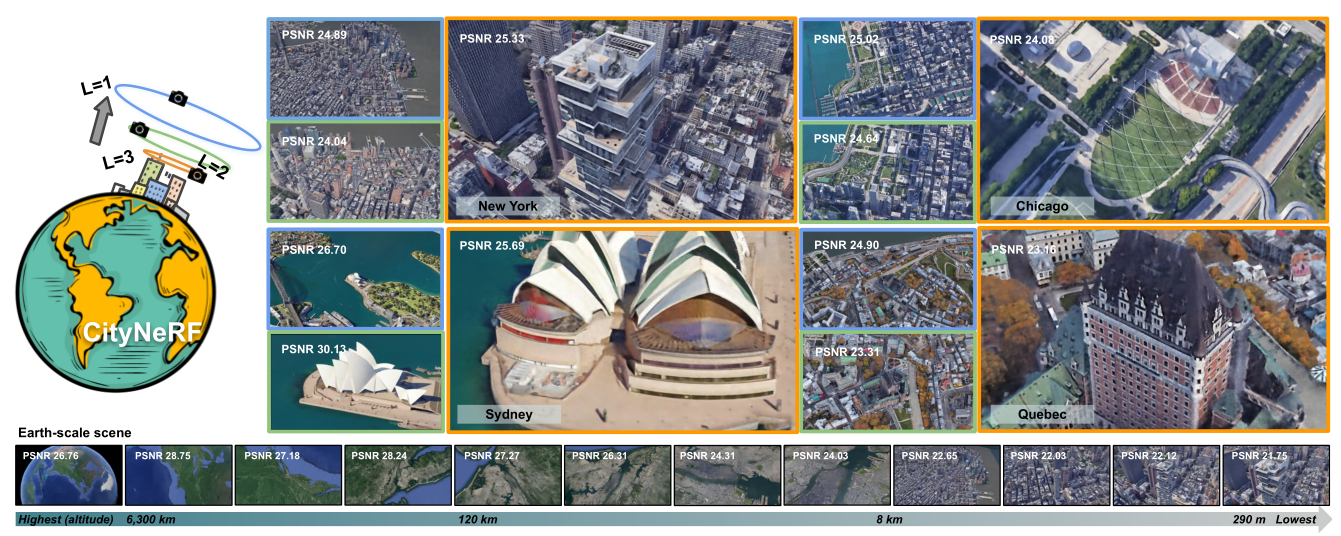 L=1
L=3
L=2
CityNeRF
PSNR 24.89
PSNR 25.33
PSNR 25.02
PSNR 24.08
PSNR 24.04
PSNR 24.64
New York
Chicago
PSNR 26.70
PSNR 25.69
PSNR 24.90
PSNR 23.16
PSNR 30.13
PSNR 23.31
Sydney
Quebec
Earth-scale scene
PSNR 26.76
PSNR 28.75
PSNR 27.18
PSNR 28.24
PSNR 27.27
PSNR 26.31
PSNR 24.31
PSNR 24.03
PSNR 22.65
PSNR 22.03
PSNR 22.12
PSNR 21.75
Highest (altitude) 6,300 km 120 km 8 km 290 m Lowest